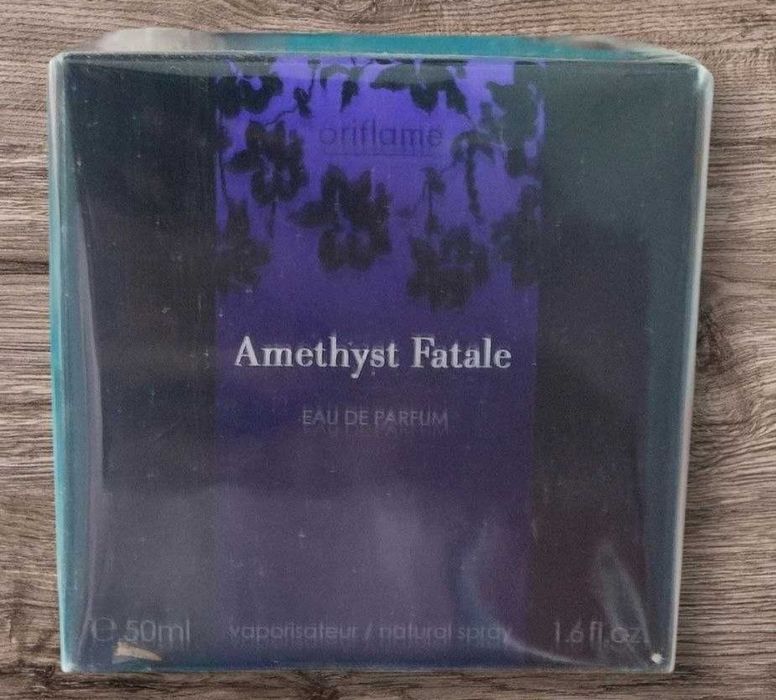 oriflame
Amethyst Fatale
EAU DE PARFUM
℮ 50ml vaporisateur / natural spray 1.6 fl.oz.